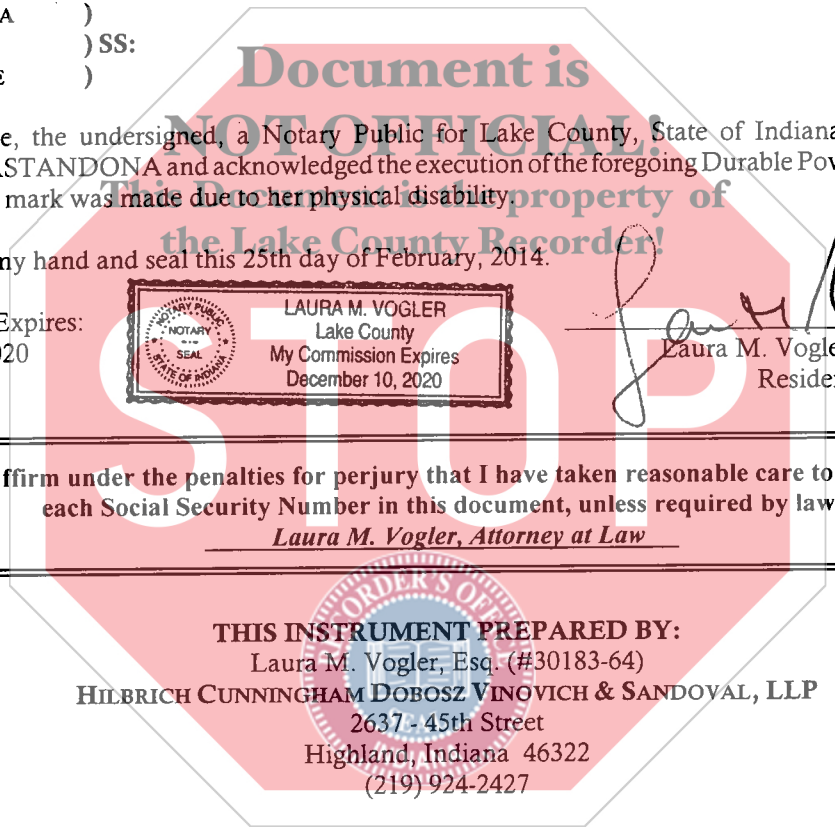 A )
) SS:
E )
Document is
NOT OFFICIAL!
This Document is the property of
the Lake County Recorder!
STOP
e, the undersigned, a Notary Public for Lake County, State of Indiana
ASTANDONA and acknowledged the execution of the foregoing Durable Pow
mark was made due to her physical disability.
my hand and seal this 25th day of February, 2014.
Expires:
20
NOTARY PUBLIC
NOTARY
SEAL
STATE OF INDIANA
LAURA M. VOGLER
Lake County
My Commission Expires
December 10, 2020
Laura M. Vogle
Reside
ffirm under the penalties for perjury that I have taken reasonable care to
each Social Security Number in this document, unless required by law
Laura M. Vogler, Attorney at Law
RECORDER'S OFFICE
SEAL
INDIANA
THIS INSTRUMENT PREPARED BY:
Laura M. Vogler, Esq. (#30183-64)
HILBRICH CUNNINGHAM DOBOSZ VINOVICH & SANDOVAL, LLP
2637 - 45th Street
Highland, Indiana 46322
(219) 924-2427